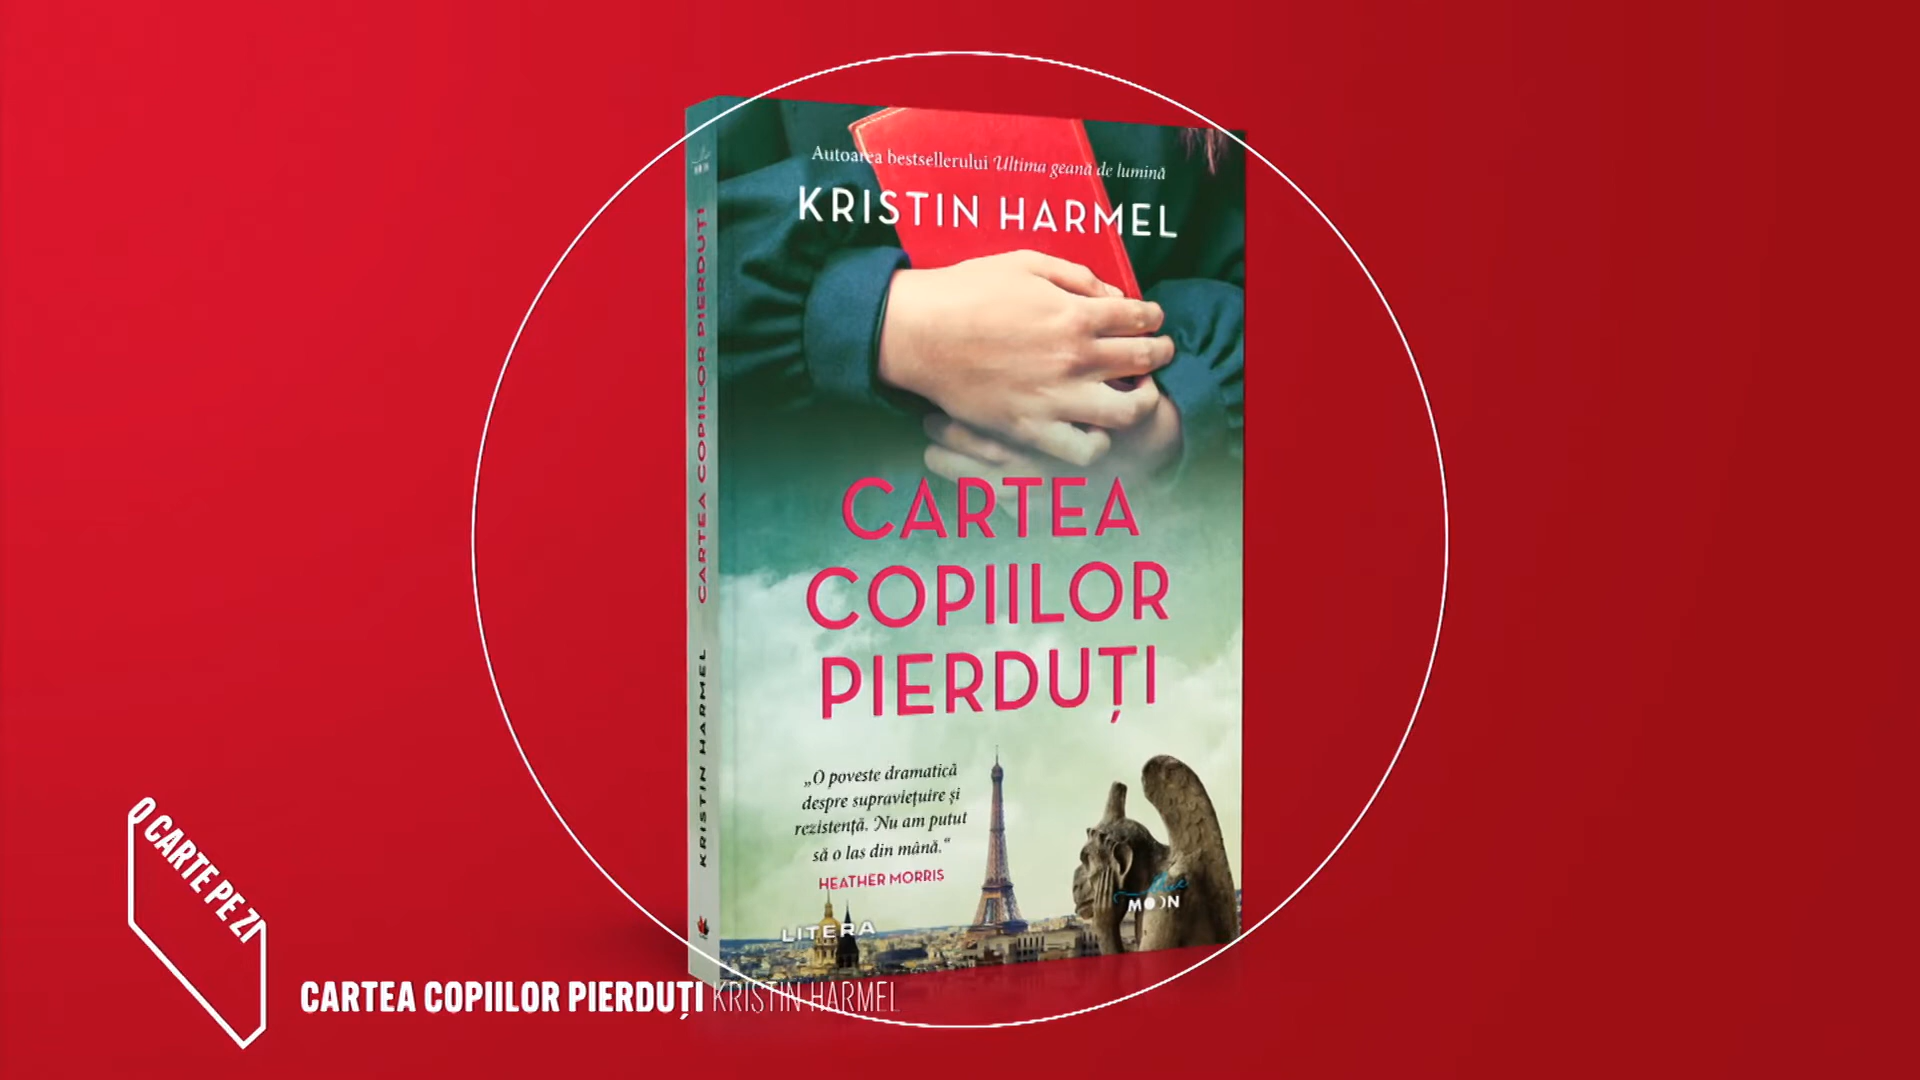 Autoarea bestsellerului Ultima geană de lumină
KRISTIN HARMEL
CARTEA
COPIILOR
PIERDUȚI
„O poveste dramatică
despre supraviețuire și
rezistență. Nu am putut
să o las din mână.“
HEATHER MORRIS
LITERA
blue
MOON
KRISTIN HARMEL CARTEA COPIILOR PIERDUȚI
O CARTE PE ZI
CARTEA COPIILOR PIERDUȚI KRISTIN HARMEL